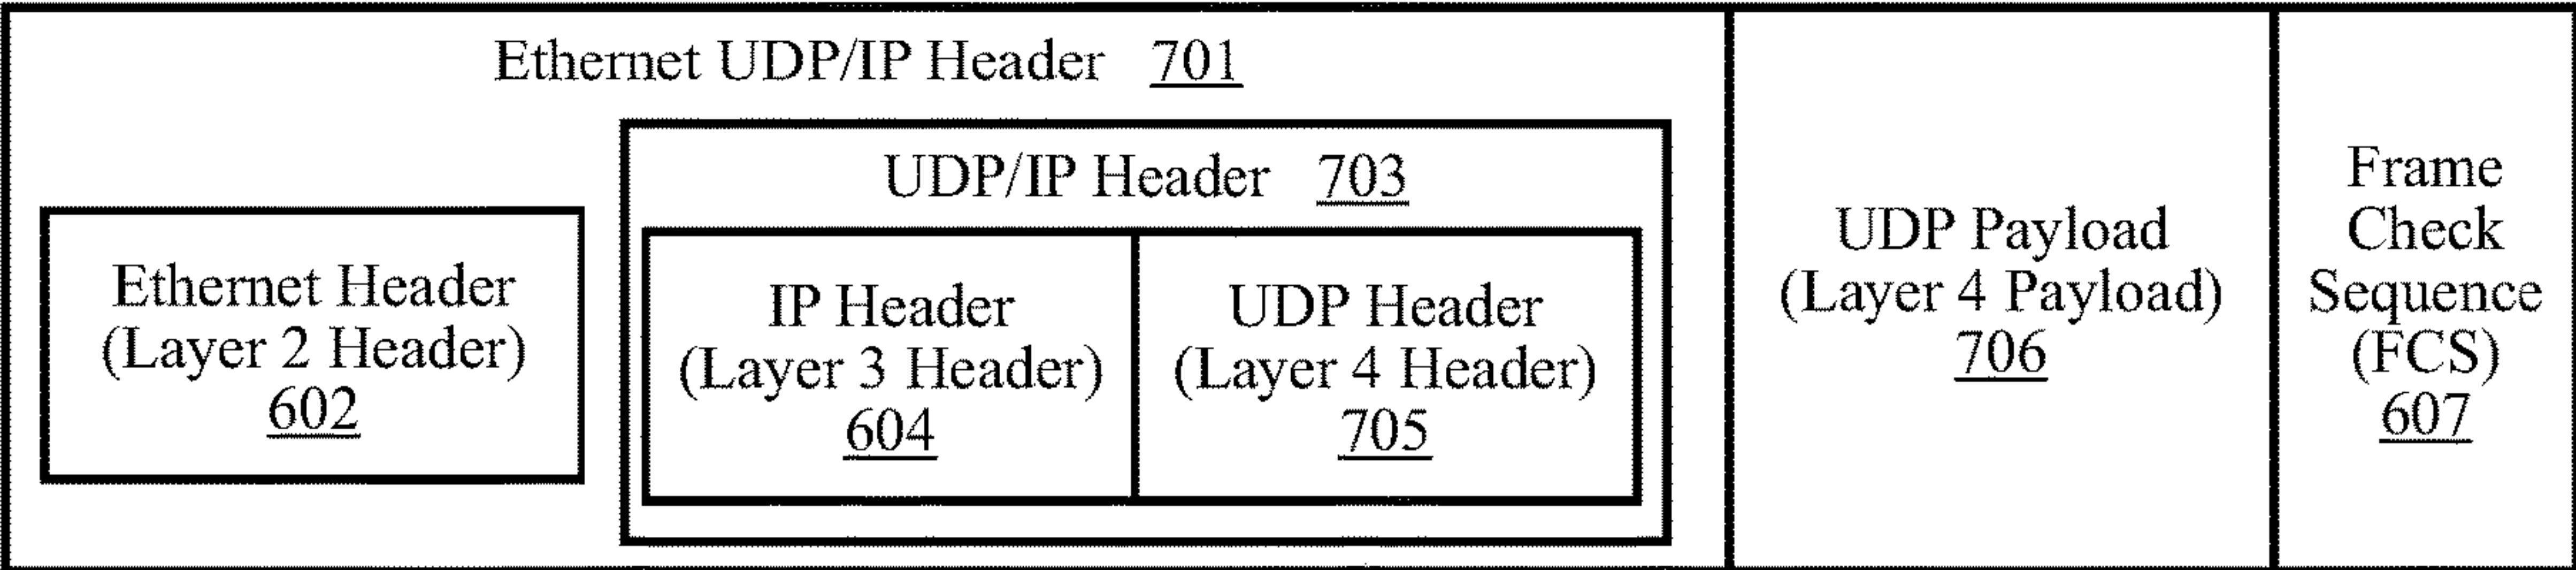 Ethernet UDP/IP Header 701
UDP/IP Header 703
Ethernet Header
(Layer 2 Header)
602
IP Header
(Layer 3 Header)
604
UDP Header
(Layer 4 Header)
705
UDP Payload
(Layer 4 Payload)
706
Frame
Check
Sequence
(FCS)
607